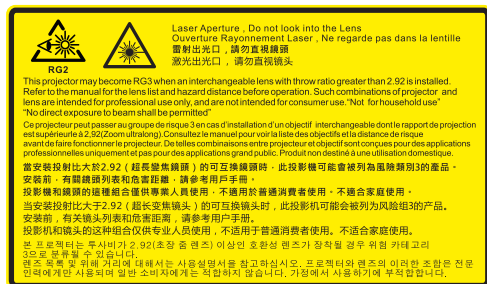 Laser Aperture , Do not look into the Lens
Ouverture Rayonnement Laser , Ne regarde pas dans la lentille
雷射出光口，請勿直視鏡頭
激光出光口，请勿直视镜头
RG2
This projector may become RG3 when an interchangeable lens with throw ratio greater than 2.92 is installed.
Refer to the manual for the lens list and hazard distance before operation. Such combinations of projector and
lens are intended for professional use only, and are not intended for consumer use."Not for household use"
"No direct exposure to beam shall be permitted"
Ce projecteur peut passer au groupe de risque 3 en cas d'installation d'un objectif interchangeable dont le rapport de projection
est supérieure à 2,92(Zoom ultralong).Consultez le manuel pour voir la liste des objectifs et la distance de risque
avant de faire fonctionner le projecteur. De telles combinaisons entre projecteur et objectif sont conçues pour des applications
professionnelles uniquement et pas pour des applications grand public. Produit non destiné à une utilisation domestique.
當安裝投射比大於2.92（超長變焦鏡頭）的可互換鏡頭時，此投影機可能會被列為風險類別3的產品。
安裝前，有關鏡頭列表和危害距離，請參考用戶手冊。
投影機和鏡頭的這種組合僅供專業人員使用，不適用於普通消費者使用。不適合家庭使用。
当安装投射比大于2.92（超长变焦镜头）的可互换镜头时，此投影机可能会被列为风险组3的产品。
安装前，有关镜头列表和危害距离，请参考用户手册。
投影机和镜头的这种组合仅供专业人员使用，不适用于普通消费者使用。不适合家庭使用。
본 프로젝터는 투사비가 2.92(초장 줌 렌즈) 이상인 호환성 렌즈가 장착될 경우 위험 카테고리
3으로 분류될 수 있습니다.
렌즈 목록 및 위해 거리에 대해서는 사용설명서를 참고하십시오. 프로젝터와 렌즈의 이러한 조합은 전문
인력에게만 사용되며 일반 소비자에게는 적합하지 않습니다. 가정에서 사용하기에 부적합합니다.